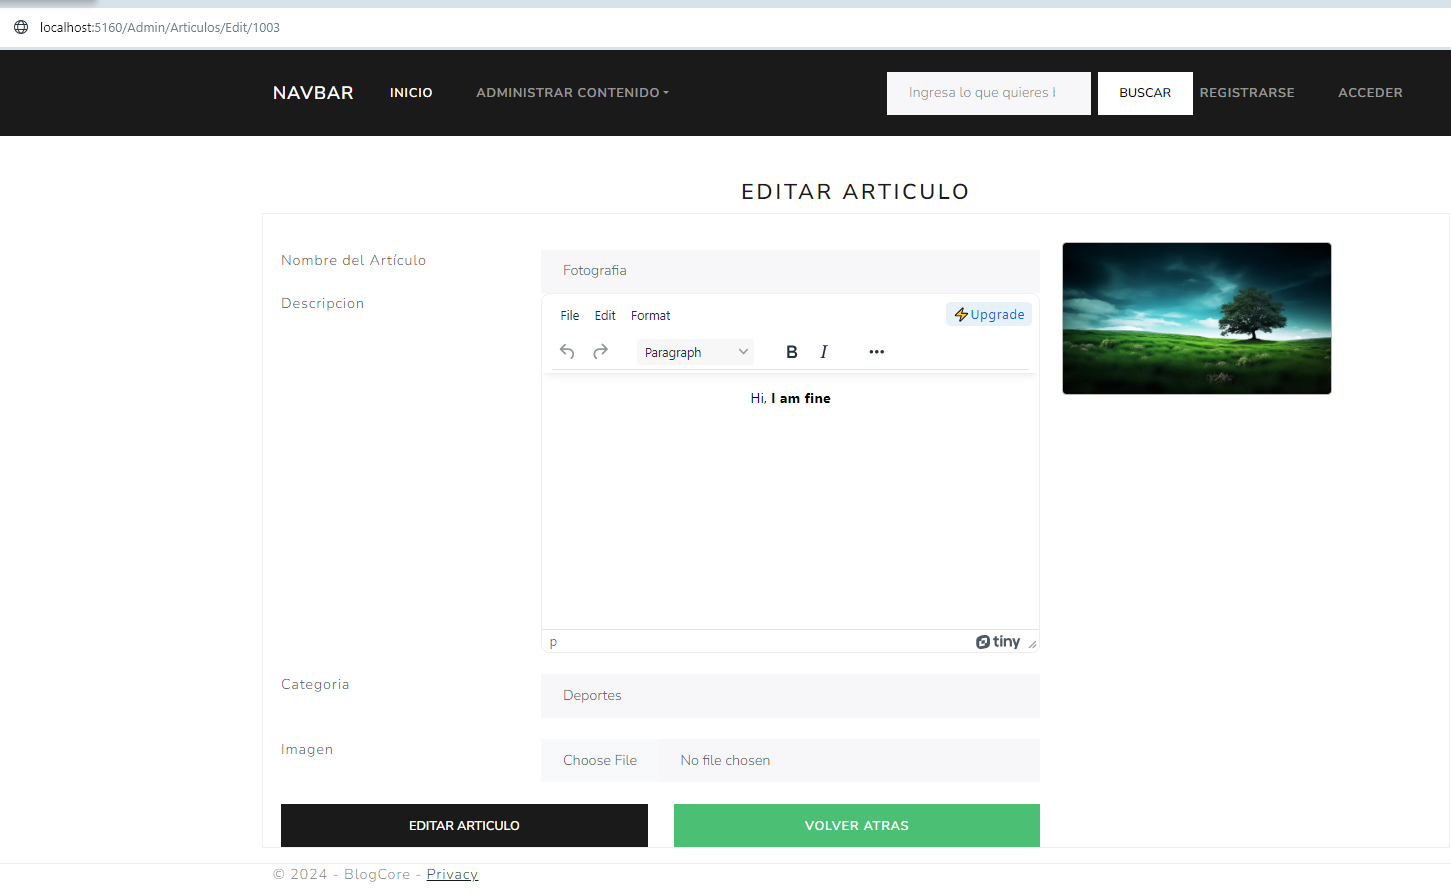 localhost:5160/Admin/Articulos/Edit/1003
NAVBAR INICIO ADMINISTRAR CONTENIDO Ingresa lo que quieres BUSCAR REGISTRARSE ACCEDER
EDITAR ARTICULO
Nombre del Artículo Fotografia
Descripcion
File Edit Format Upgrade
Paragraph B I
Hi, I am fine
p tiny
Categoria Deportes
Imagen Choose File No file chosen
EDITAR ARTICULO VOLVER ATRAS
© 2024 - BlogCore - Privacy